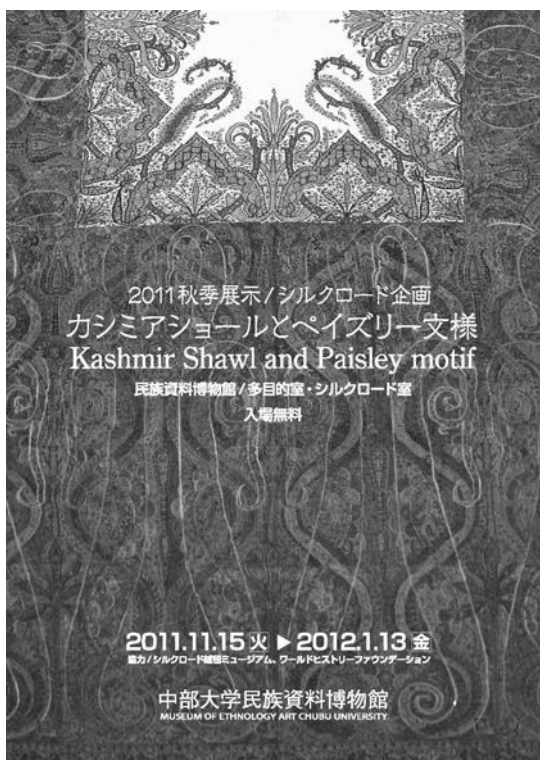 2011秋季展示/シルクロード企画
カシミアショールとペイズリー文様
Kashmir Shawl and Paisley motif
民族資料博物館/多目的室・シルクロード室
入場無料
2011.11.15 火 ▶ 2012.1.13 金
協力/シルクロード絨毯ミュージアム、ワールドヒストリーファウンデーション
中部大学民族資料博物館
MUSEUM OF ETHNOLOGY ART CHUBU UNIVERSITY